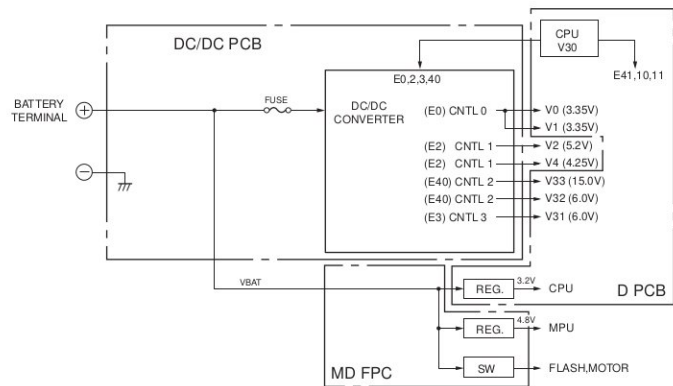 DC/DC PCB
CPU
V30
E0,2,3,40
E41,10,11
BATTERY
TERMINAL
+
FUSE
DC/DC
CONVERTER
(E0) CNTL 0
V0 (3.35V)
V1 (3.35V)
(E2) CNTL 1
V2 (5.2V)
(E2) CNTL 1
V4 (4.25V)
(E40) CNTL 2
V33 (15.0V)
(E40) CNTL 2
V32 (6.0V)
(E3) CNTL 3
V31 (6.0V)
−
VBAT
REG.
3.2V
CPU
D PCB
REG.
4.8V
MPU
SW
FLASH,MOTOR
MD FPC